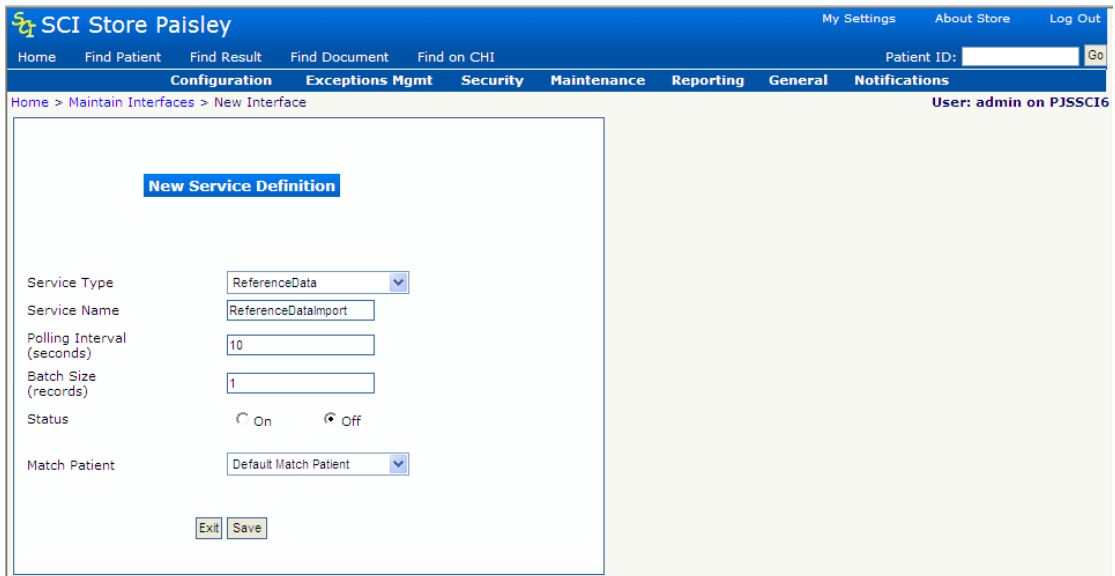 SCI Store Paisley
My Settings About Store Log Out
Home Find Patient Find Result Find Document Find on CHI Patient ID: Go
Configuration Exceptions Mgmt Security Maintenance Reporting General Notifications
Home > Maintain Interfaces > New Interface User: admin on PJSSCI6
New Service Definition
Service Type ReferenceData
Service Name ReferenceDataImport
Polling Interval
(seconds) 10
Batch Size
(records) 1
Status On Off
Match Patient Default Match Patient
Exit Save